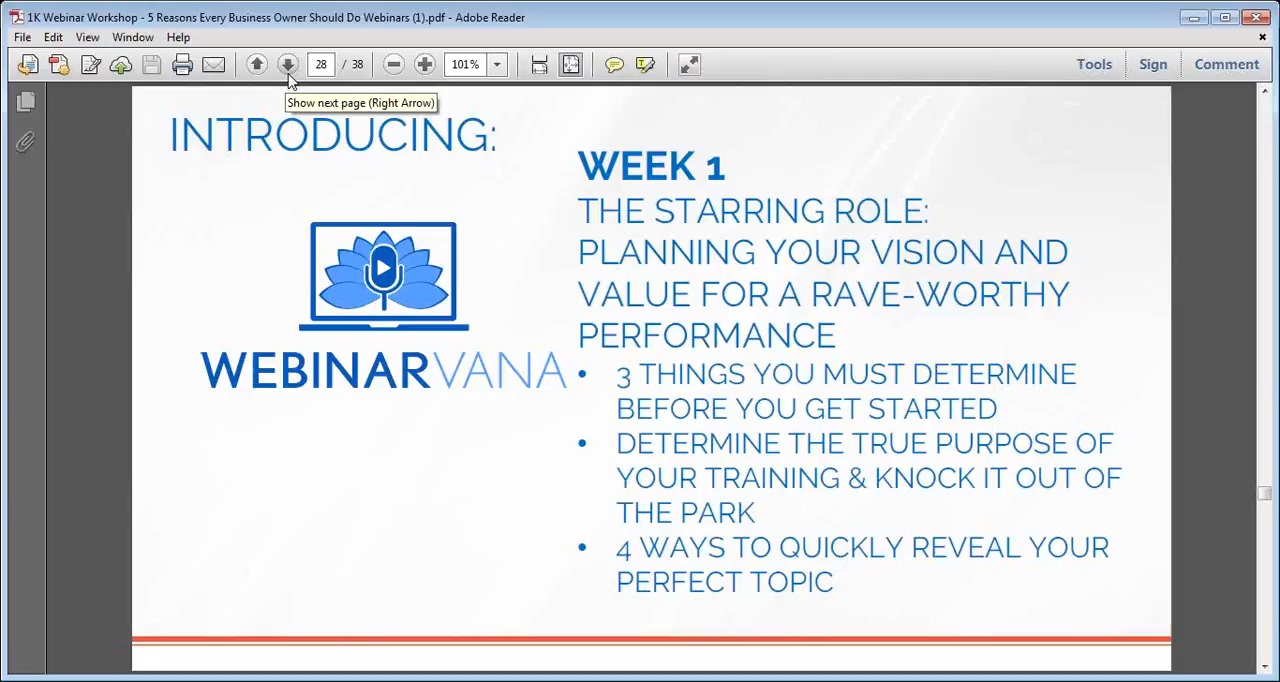 1K Webinar Workshop - 5 Reasons Every Business Owner Should Do Webinars (1).pdf - Adobe Reader
File Edit View Window Help
28 / 38 101% Tools Sign Comment
Show next page (Right Arrow)
INTRODUCING:
WEBINARVANA
WEEK 1
THE STARRING ROLE:
PLANNING YOUR VISION AND
VALUE FOR A RAVE-WORTHY
PERFORMANCE
• 3 THINGS YOU MUST DETERMINE
BEFORE YOU GET STARTED
• DETERMINE THE TRUE PURPOSE OF
YOUR TRAINING & KNOCK IT OUT OF
THE PARK
• 4 WAYS TO QUICKLY REVEAL YOUR
PERFECT TOPIC